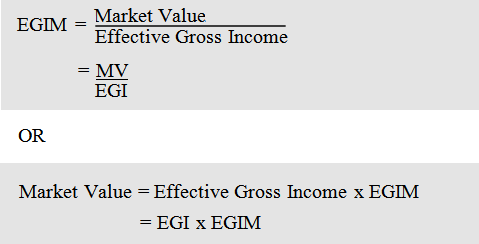 EGIM = Market Value
Effective Gross Income
= MV
EGI
OR
Market Value = Effective Gross Income x EGIM
= EGI x EGIM